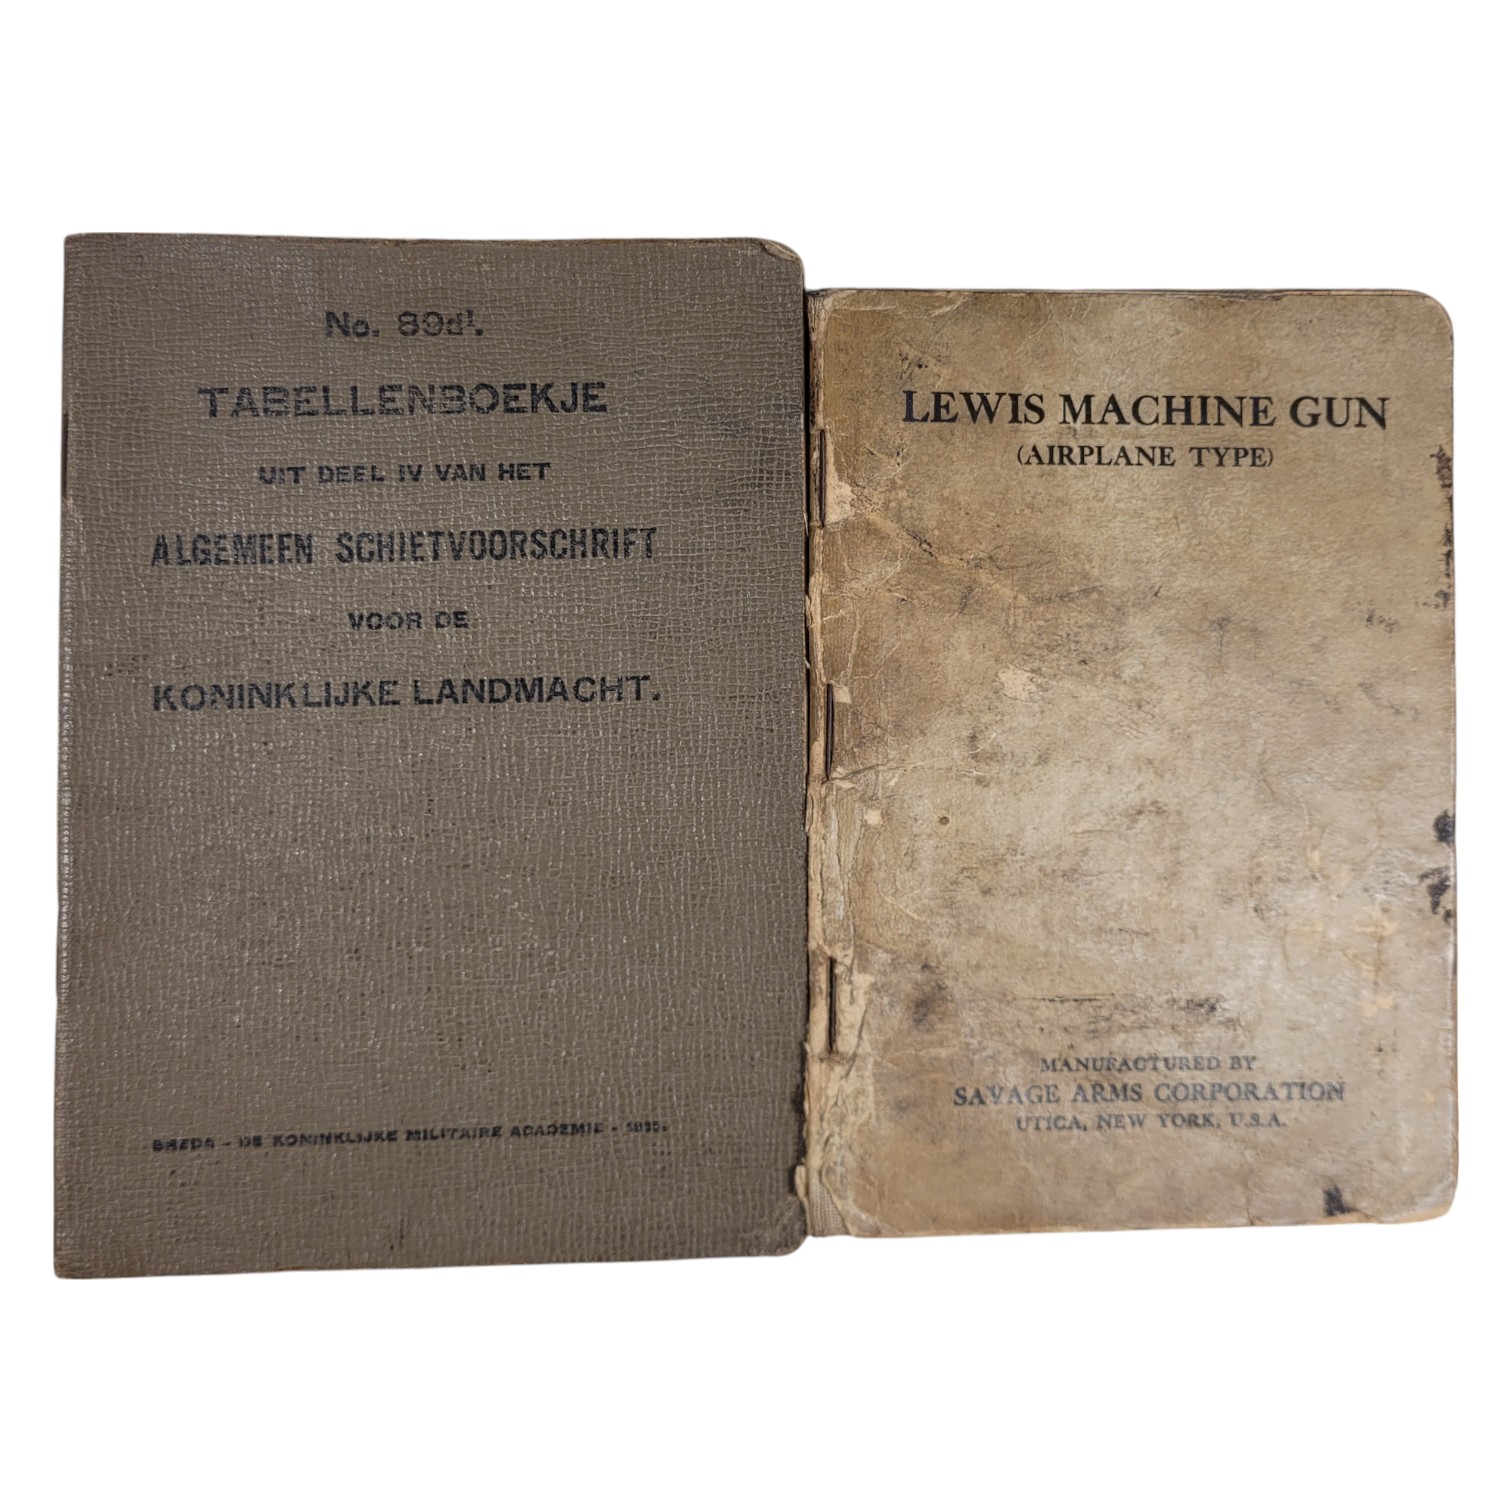 No. 89d¹.
TABELLENBOEKJE
UIT DEEL IV VAN HET
ALGEMEEN SCHIETVOORSCHRIFT
VOOR DE
KONINKLIJKE LANDMACHT.
BREDA - DE KONINKLIJKE MILITAIRE ACADEMIE -
LEWIS MACHINE GUN
(AIRPLANE TYPE)
MANUFACTURED BY
SAVAGE ARMS CORPORATION
UTICA, NEW YORK, U.S.A.